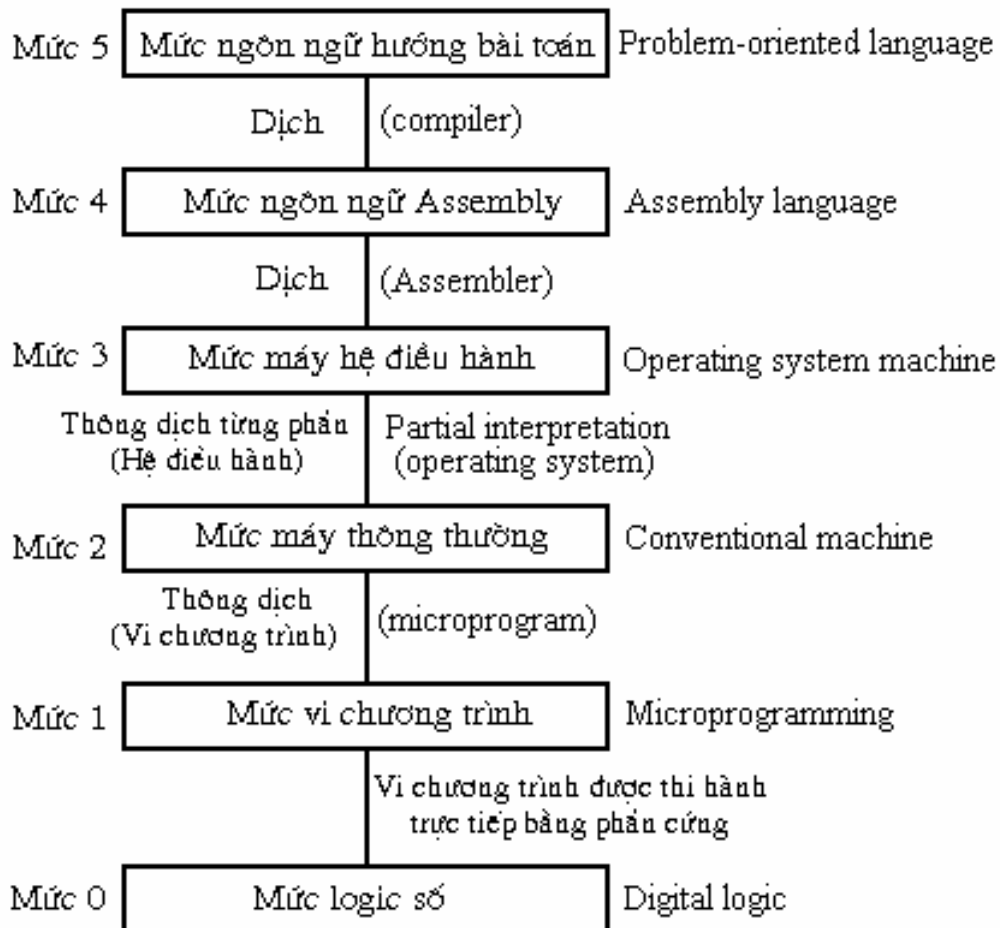 Mức 5 Mức ngôn ngữ hướng bài toán Problem-oriented language
Dịch (compiler)
Mức 4 Mức ngôn ngữ Assembly Assembly language
Dịch (Assembler)
Mức 3 Mức máy hệ điều hành Operating system machine
Thông dịch từng phần Partial interpretation
(Hệ điều hành) (operating system)
Mức 2 Mức máy thông thường Conventional machine
Thông dịch
(Vi chương trình) (microprogram)
Mức 1 Mức vi chương trình Microprogramming
Vi chương trình được thi hành
trực tiếp bằng phần cứng
Mức 0 Mức logic số Digital logic